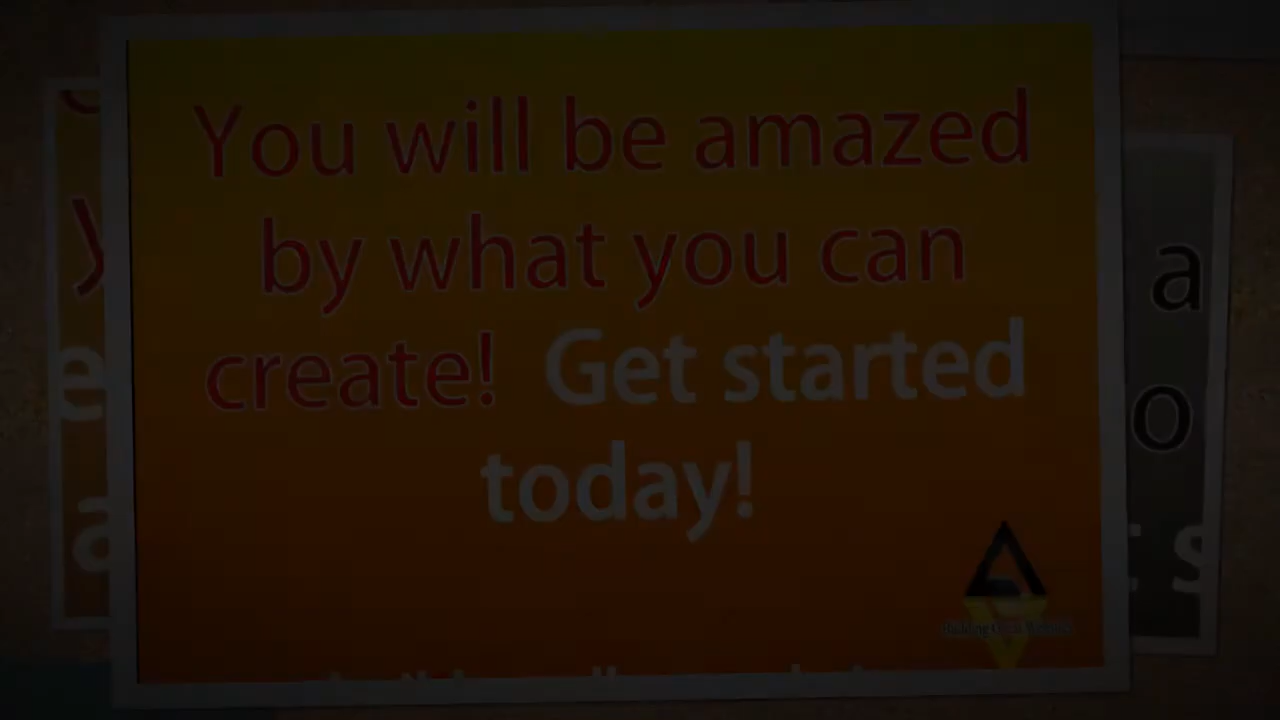 You will be amazed
by what you can
create! Get started
today!